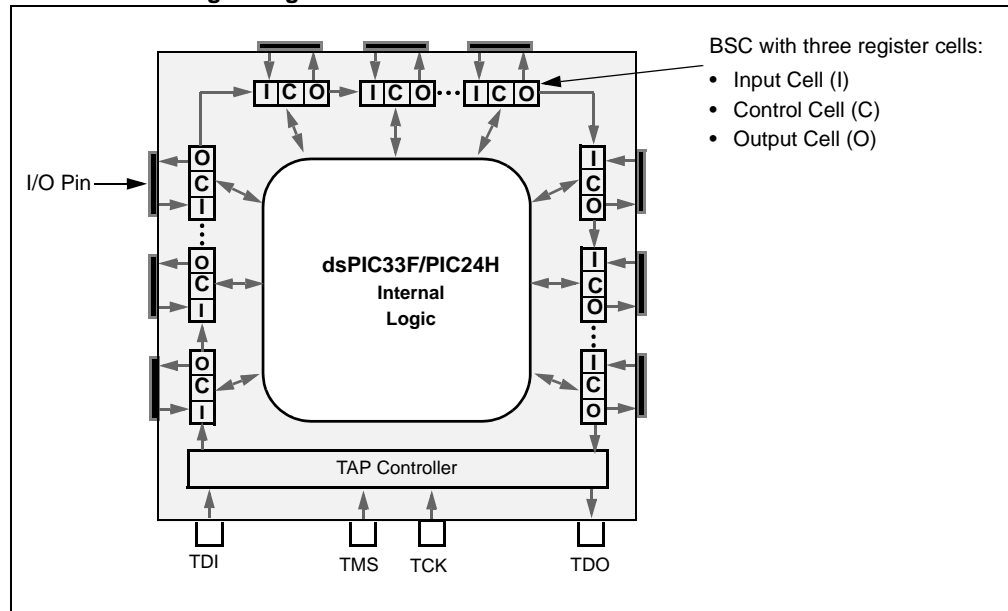 BSC with three register cells:
• Input Cell (I)
• Control Cell (C)
• Output Cell (O)
I C O
I C O
I C O
I/O Pin
O
C
I
O
C
I
O
C
I
I
C
O
I
C
O
I
C
O
dsPIC33F/PIC24H
Internal
Logic
TAP Controller
TDI
TMS
TCK
TDO